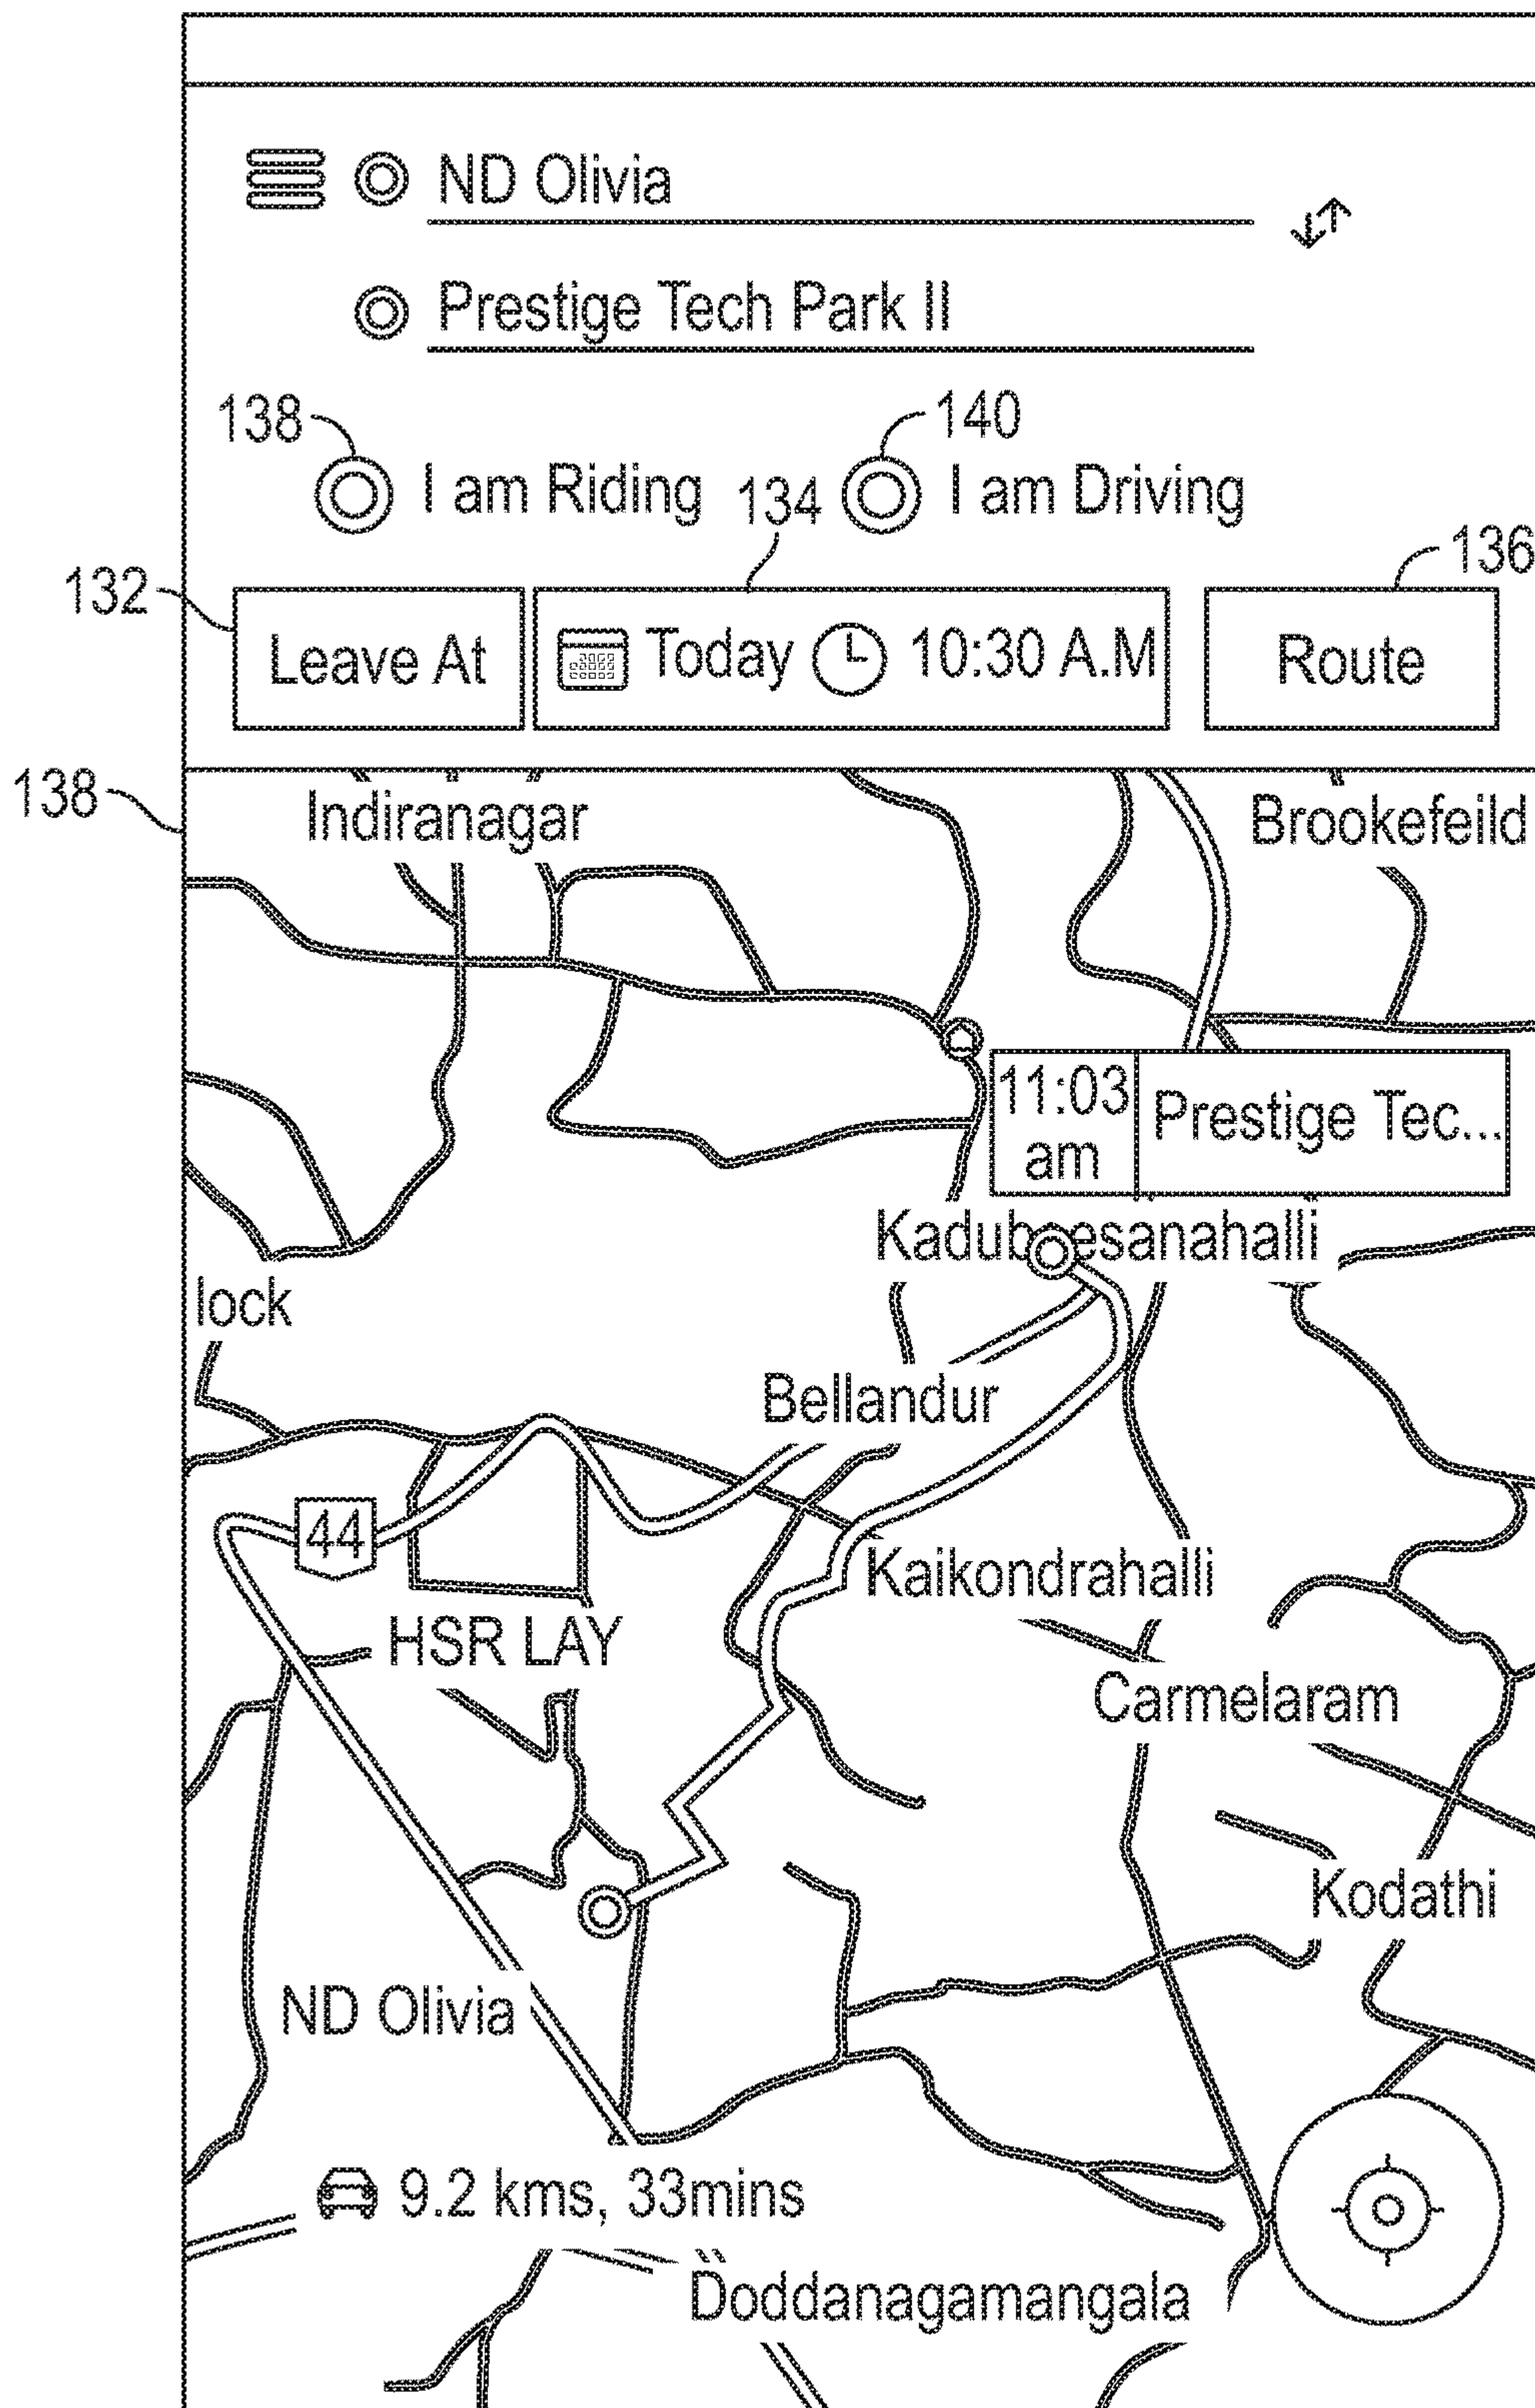 ND Olivia
Prestige Tech Park II
138
140
I am Riding
134
I am Driving
136
132
Leave At
Today 10:30 A.M
Route
138
Indiranagar
Brookefeild
11:03
am
Prestige Tec...
Kadubeesanahalli
lock
Bellandur
44
Kaikondrahalli
HSR LAY
Carmelaram
Kodathi
ND Olivia
9.2 kms, 33mins
Doddanagamangala